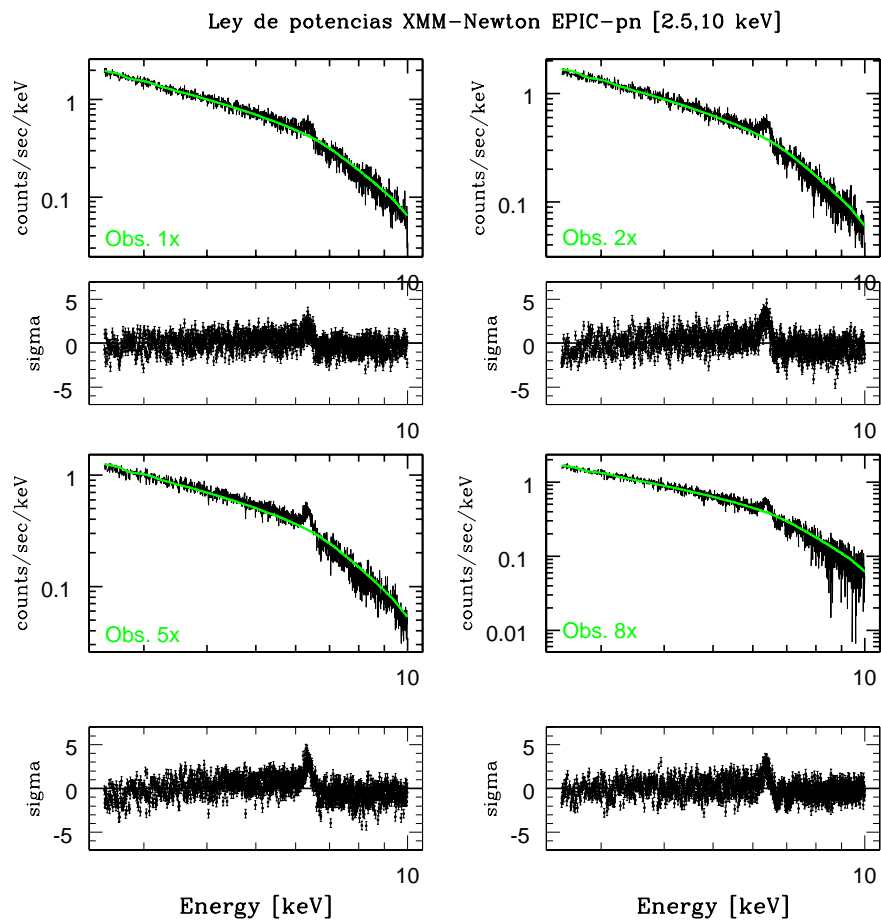 Ley de potencias XMM-Newton EPIC-pn [2.5,10 keV]
counts/sec/keV
1
0.1
Obs. 1x
10
sigma
5
0
-5
10
counts/sec/keV
1
0.1
Obs. 2x
10
sigma
5
0
-5
10
counts/sec/keV
1
0.1
Obs. 5x
10
sigma
5
0
-5
10
Energy [keV]
counts/sec/keV
1
0.1
0.01
Obs. 8x
10
sigma
5
0
-5
10
Energy [keV]